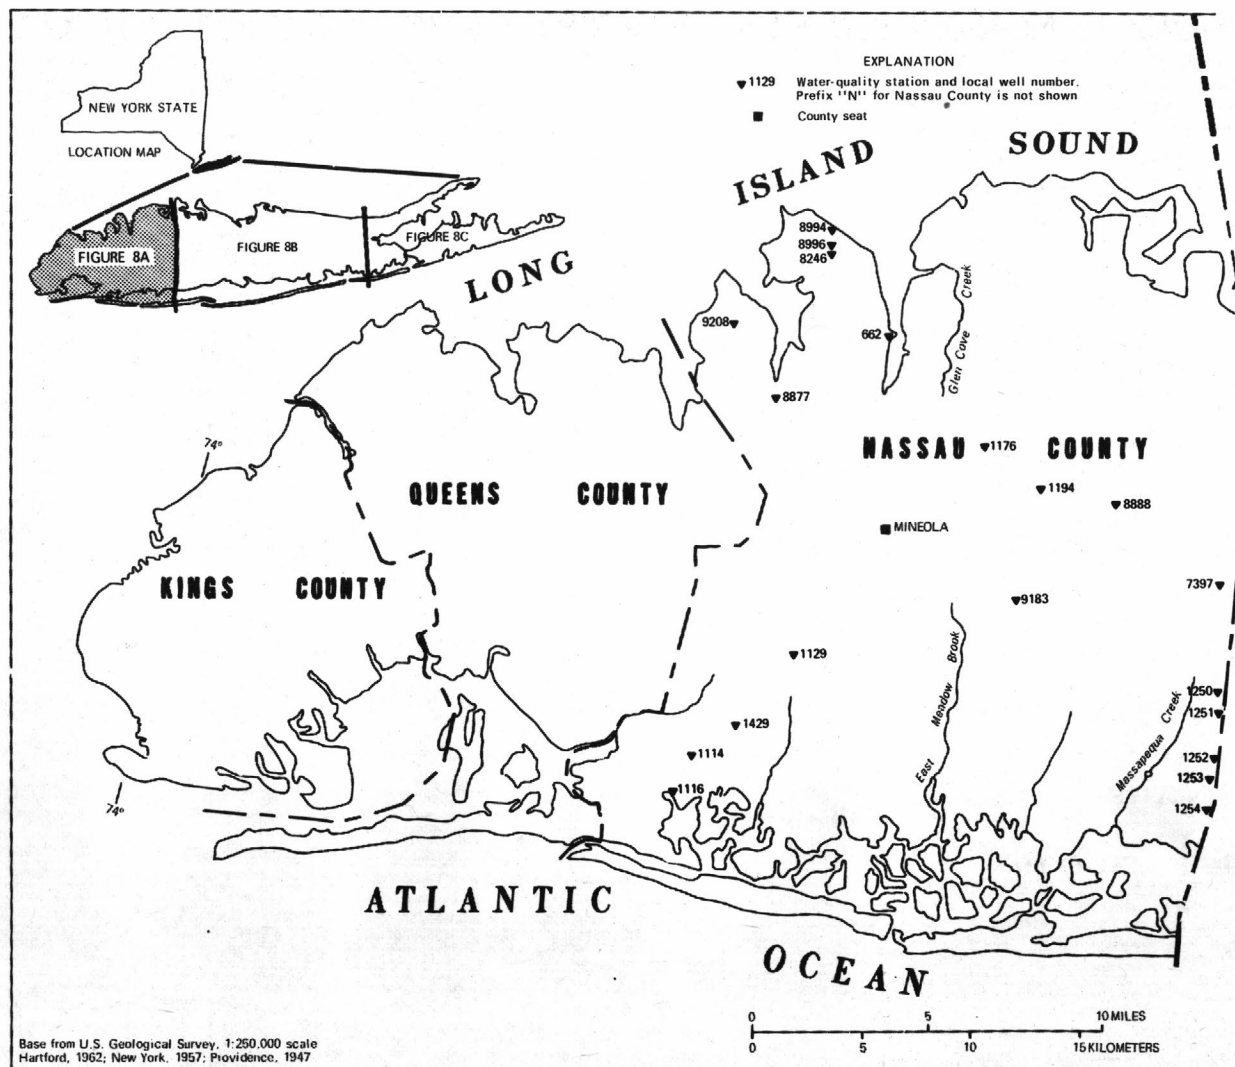 EXPLANATION
1129 Water-quality station and local well number.
Prefix "N" for Nassau County is not shown
County seat
NEW YORK STATE
LOCATION MAP
FIGURE 8A
FIGURE 8B
FIGURE 8C
LONG ISLAND SOUND
8994
8996
8246
9208
662
8877
Glen Cove Creek
74°
NASSAU COUNTY
1176
QUEENS COUNTY
1194
8888
MINEOLA
KINGS COUNTY
7397
9183
1129
East Meadow Brook
Massapequa Creek
1250
1251
1429
1114
1252
1253
1116
1254
74°
ATLANTIC OCEAN
0 5 10 MILES
0 5 10 15 KILOMETERS
Base from U.S. Geological Survey, 1:250,000 scale
Hartford, 1962; New York, 1957; Providence, 1947